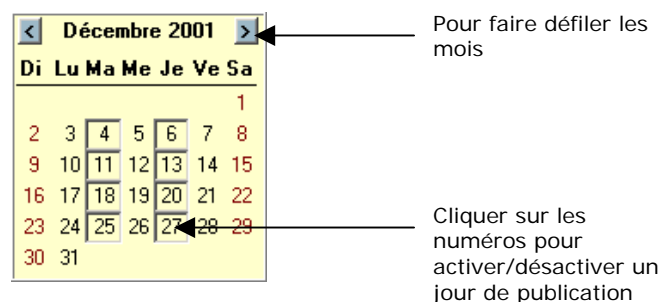 < Décembre 2001 >
Pour faire défiler les
mois
Di Lu Ma Me Je Ve Sa
1
2 3 4 5 6 7 8
9 10 11 12 13 14 15
16 17 18 19 20 21 22
23 24 25 26 27 28 29
30 31
Cliquer sur les
numéros pour
activer/désactiver un
jour de publication